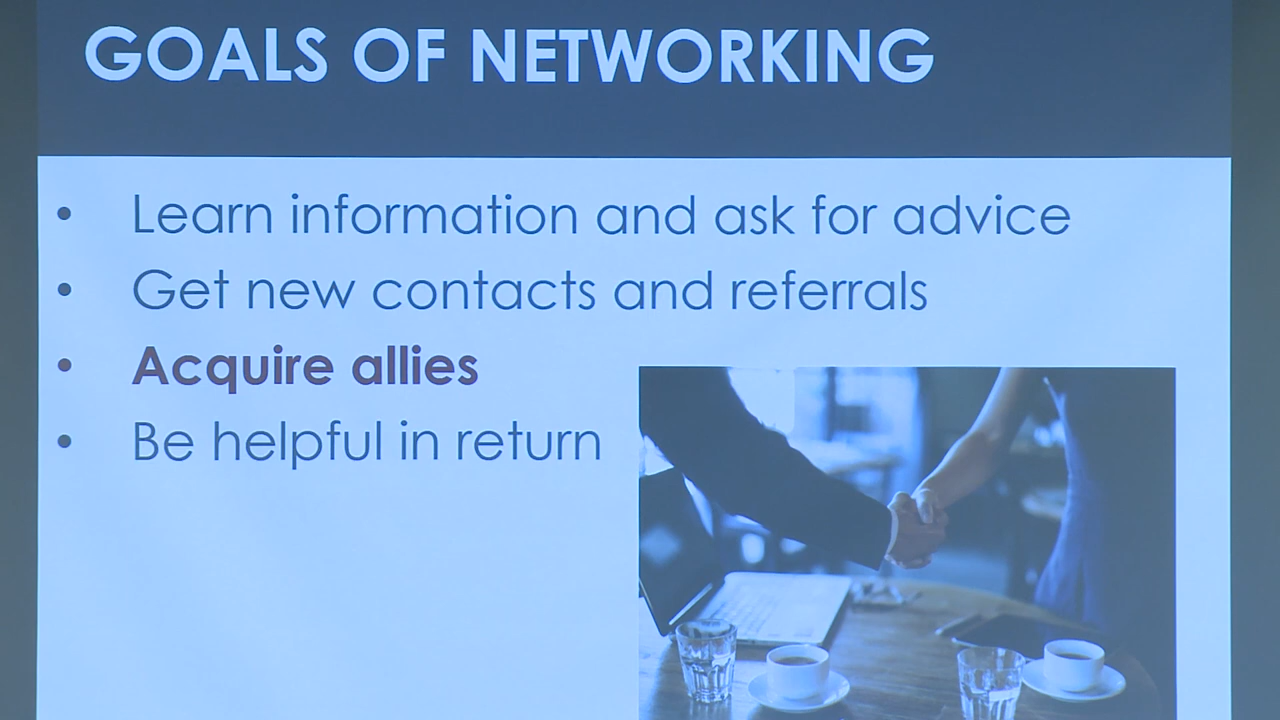 GOALS OF NETWORKING
• Learn information and ask for advice
• Get new contacts and referrals
• Acquire allies
• Be helpful in return